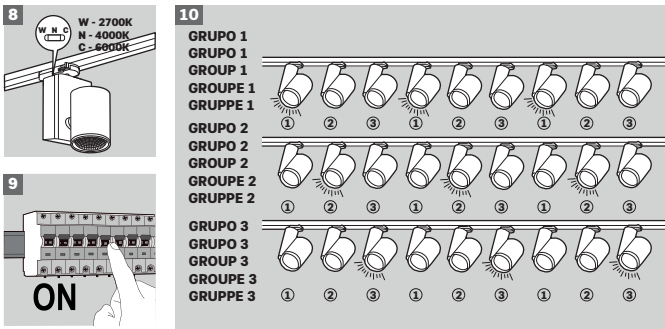 8
W N C
W - 2700K
N - 4000K
C - 6000K
9
ON
10
GRUPO 1
GRUPO 1
GROUP 1
GROUPE 1
GRUPPE 1
① ② ③ ① ② ③ ① ② ③
GRUPO 2
GRUPO 2
GROUP 2
GROUPE 2
GRUPPE 2
① ② ③ ① ② ③ ① ② ③
GRUPO 3
GRUPO 3
GROUP 3
GROUPE 3
GRUPPE 3
① ② ③ ① ② ③ ① ② ③